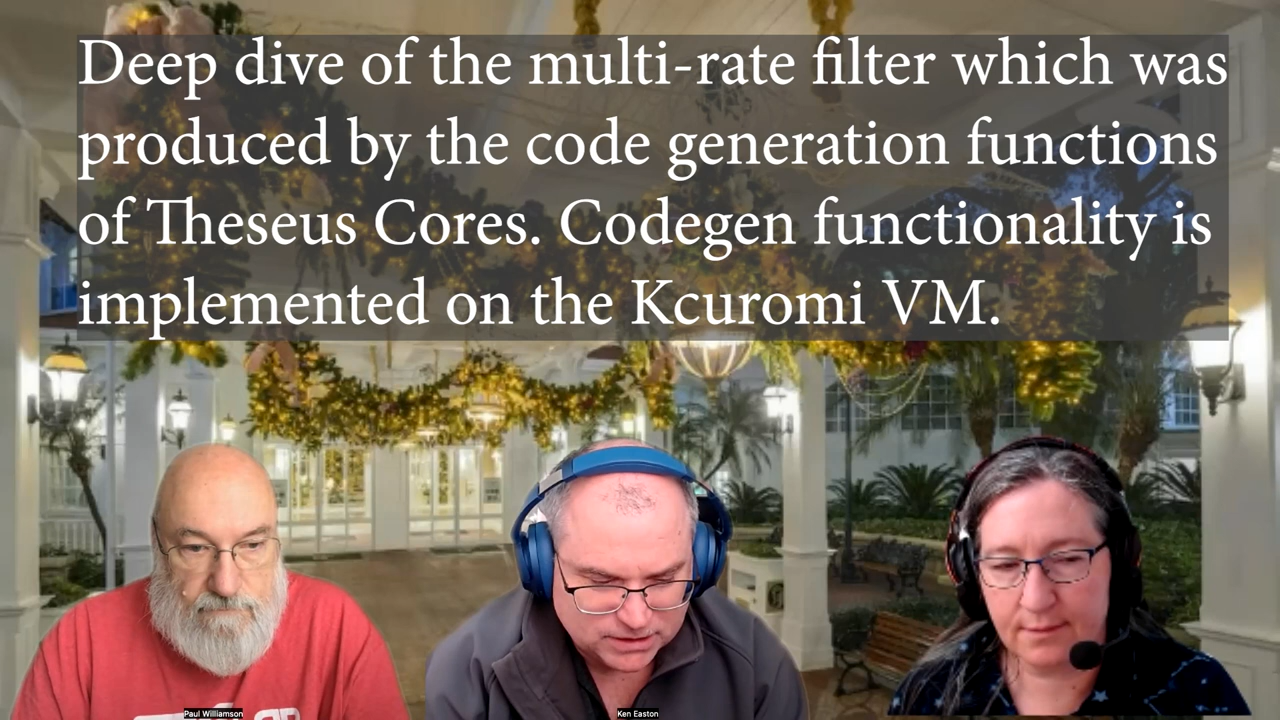 Deep dive of the multi-rate filter which was
produced by the code generation functions
of Theseus Cores. Codegen functionality is
implemented on the Kcuromi VM.
Paul Williamson
Ken Easton